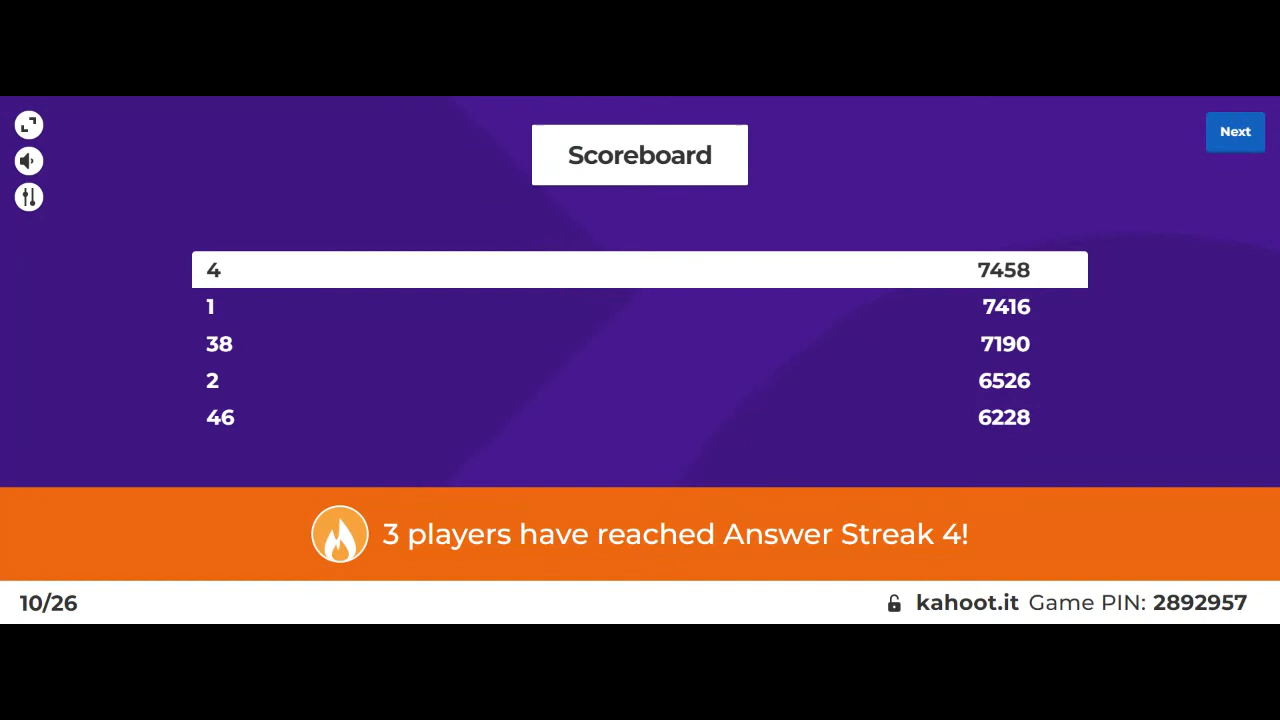 Next
Scoreboard
4 7458
1 7416
38 7190
2 6526
46 6228
3 players have reached Answer Streak 4!
10/26 kahoot.it Game PIN: 2892957